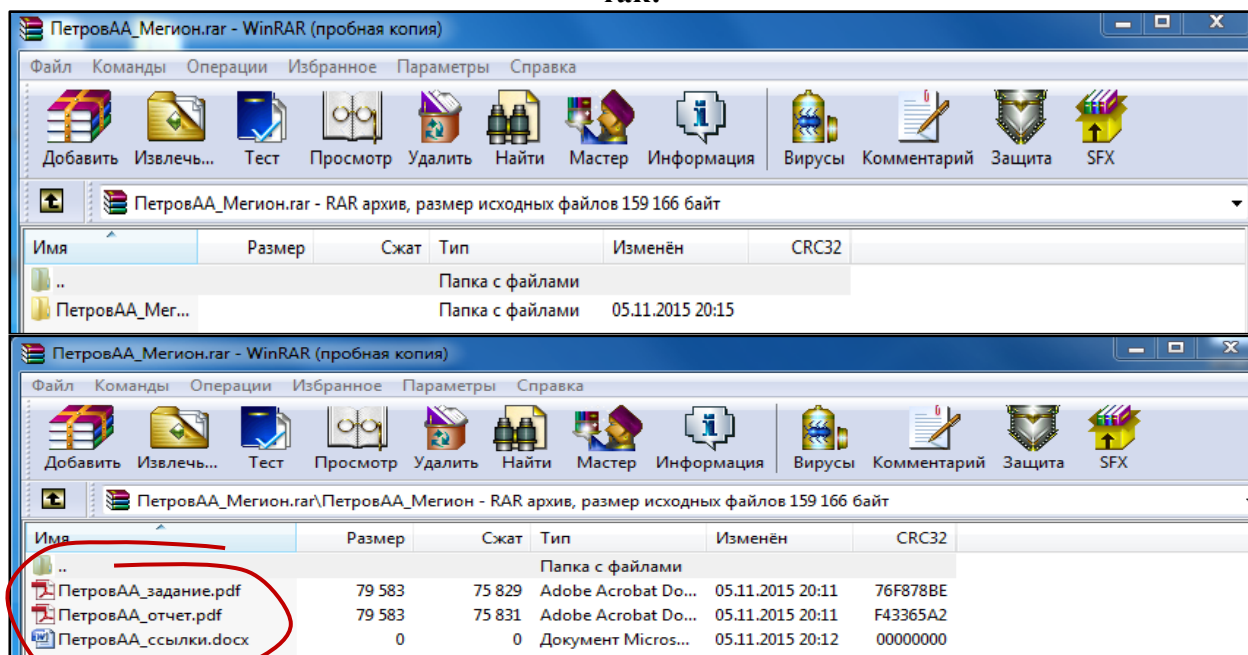 так:
ПетровАА_Мегион.rar - WinRAR (пробная копия)
Файл Команды Операции Избранное Параметры Справка
Добавить Извлечь... Тест Просмотр Удалить Найти Мастер Информация Вирусы Комментарий Защита SFX
ПетровАА_Мегион.rar - RAR архив, размер исходных файлов 159 166 байт
Имя Размер Сжат Тип Изменён CRC32
.. Папка с файлами
ПетровАА_Мег... Папка с файлами 05.11.2015 20:15
ПетровАА_Мегион.rar - WinRAR (пробная копия)
Файл Команды Операции Избранное Параметры Справка
Добавить Извлечь... Тест Просмотр Удалить Найти Мастер Информация Вирусы Комментарий Защита SFX
ПетровАА_Мегион.rar\ПетровАА_Мегион - RAR архив, размер исходных файлов 159 166 байт
Имя Размер Сжат Тип Изменён CRC32
.. Папка с файлами
ПетровАА_задание.pdf 79 583 75 829 Adobe Acrobat Do... 05.11.2015 20:11 76F878BE
ПетровАА_отчет.pdf 79 583 75 831 Adobe Acrobat Do... 05.11.2015 20:11 F43365A2
ПетровАА_ссылки.docx 0 0 Документ Micros... 05.11.2015 20:12 00000000